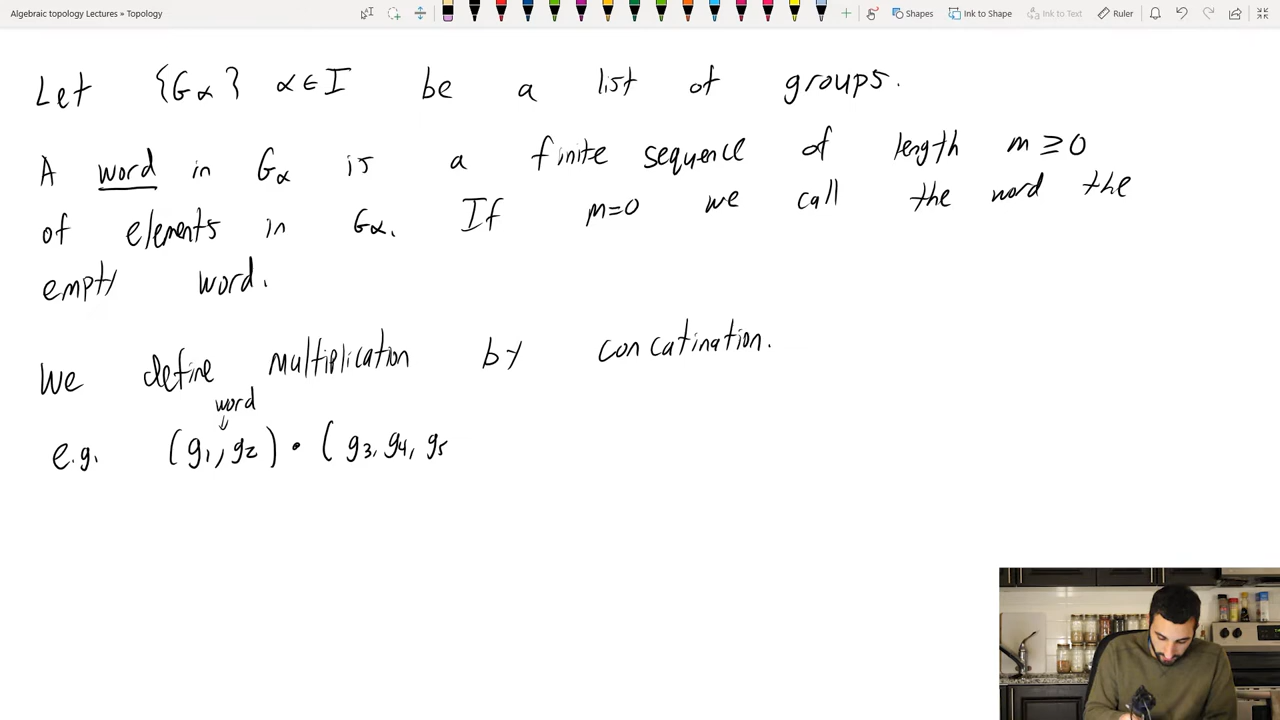 Algebraic topology Lectures - Topology
Shapes Ink to Shape Ink to Text Ruler
Let {Gα} α∈I be a list of groups.
A word in Gα is a finite sequence of length m≥0
of elements in Gα. If m=0 we call the word the
empty word.
We define multiplication by concatination.
word
↓
e.g. (g1, g2) • (g3, g4, g5